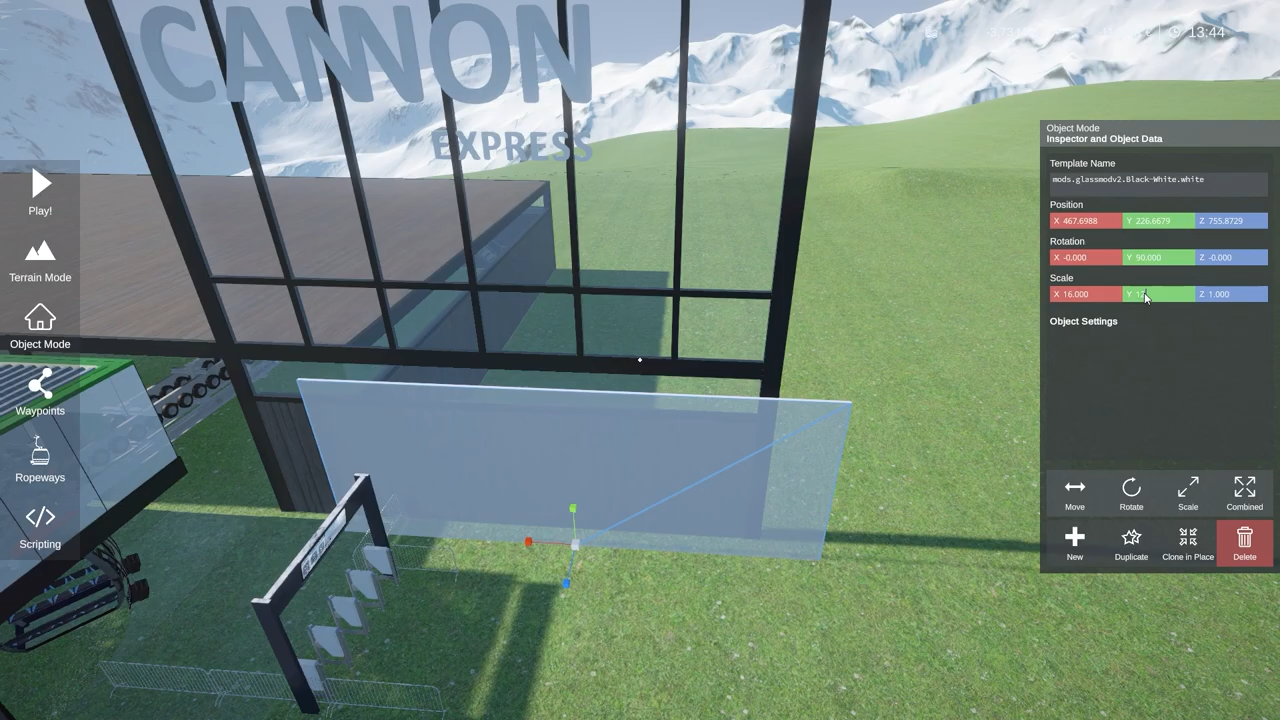 CANNON
EXPRESS
13:44
Play!
Terrain Mode
Object Mode
Waypoints
Ropeways
Scripting
Object Mode
Inspector and Object Data
Template Name
mods.glassmodv2.Black-White.white
Position
X 467.6988 Y 226.6679 Z 755.8729
Rotation
X -0.000 Y 90.000 Z -0.000
Scale
X 16.000 Y Z 1.000
Object Settings
Move Rotate Scale Combined
New Duplicate Clone in Place Delete